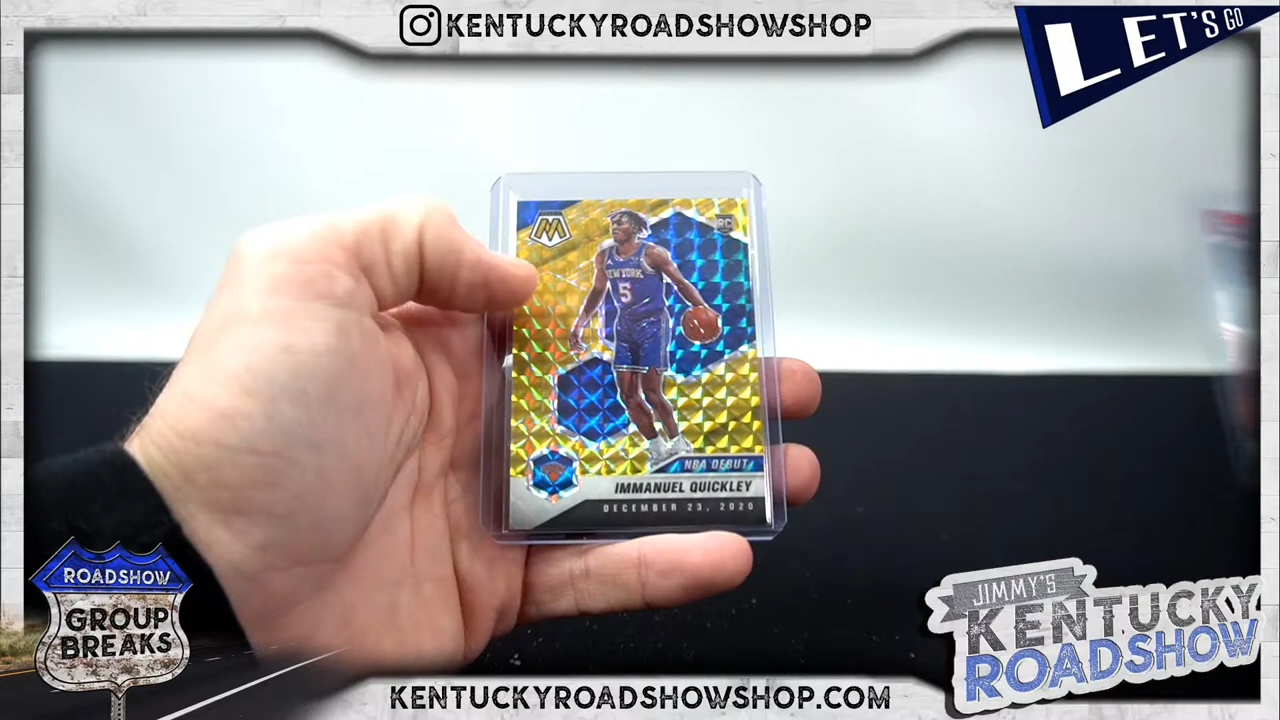 KENTUCKYROADSHOWSHOP
LET'S GO
M
RC
NEW YORK
5
NBA DEBUT
IMMANUEL QUICKLEY
DECEMBER 23, 2020
ROADSHOW
GROUP
BREAKS
JIMMY'S
KENTUCKY
ROADSHOW
KENTUCKYROADSHOWSHOP.COM